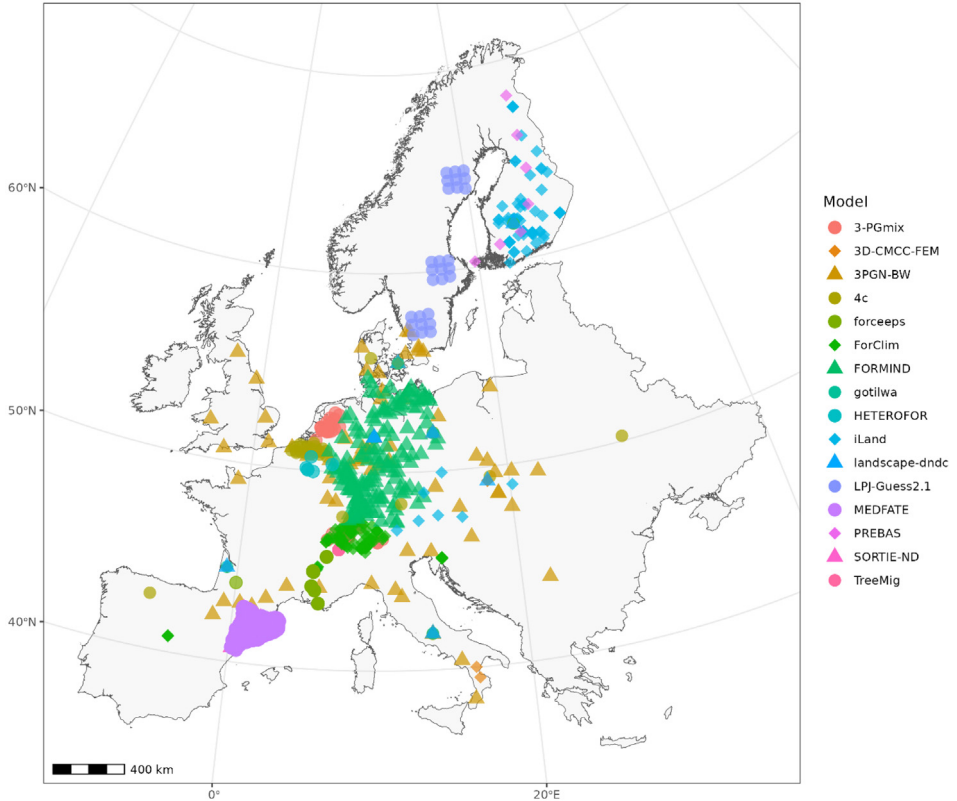 60°N
50°N
40°N
400 km
0°
20°E
Model
3-PGmix
3D-CMCC-FEM
3PGN-BW
4c
forceeps
ForClim
FORMIND
gotilwa
HETEROFOR
iLand
landscape-dndc
LPJ-Guess2.1
MEDFATE
PREBAS
SORTIE-ND
TreeMig